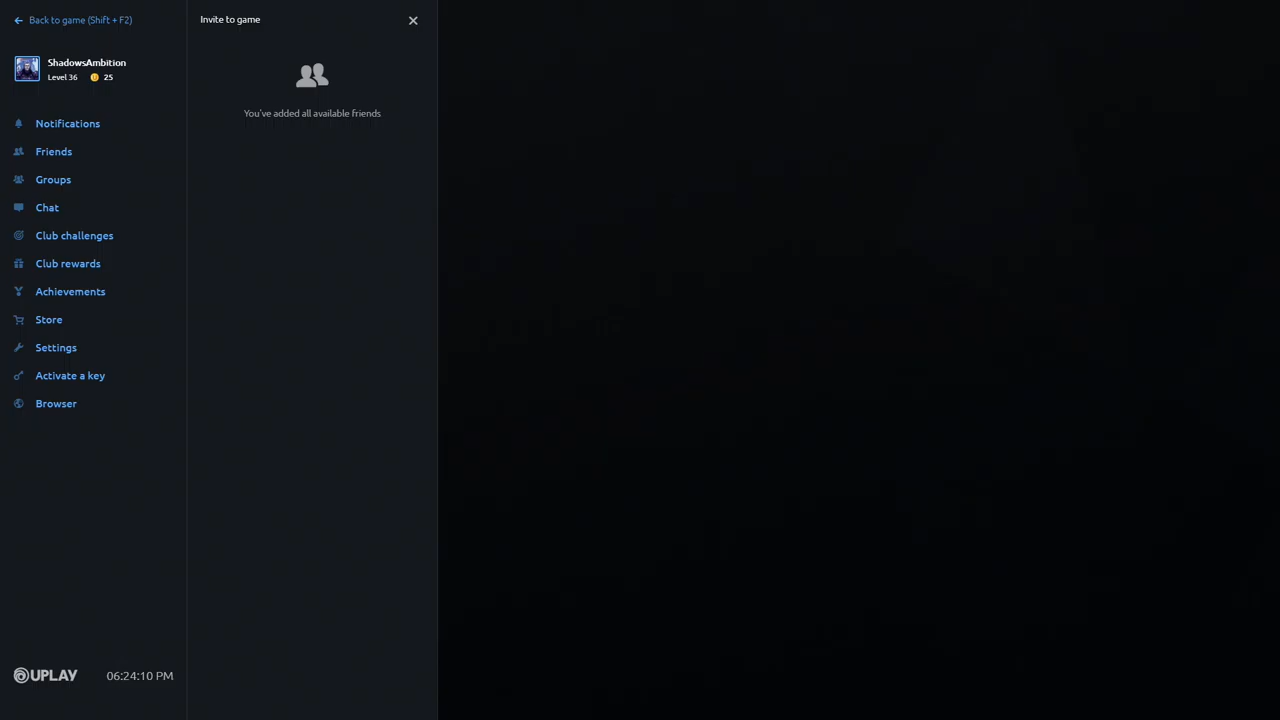 Back to game (Shift + F2)
Invite to game
ShadowsAmbition
Level 36 25
You've added all available friends
Notifications
Friends
Groups
Chat
Club challenges
Club rewards
Achievements
Store
Settings
Activate a key
Browser
UPLAY 06:24:10 PM